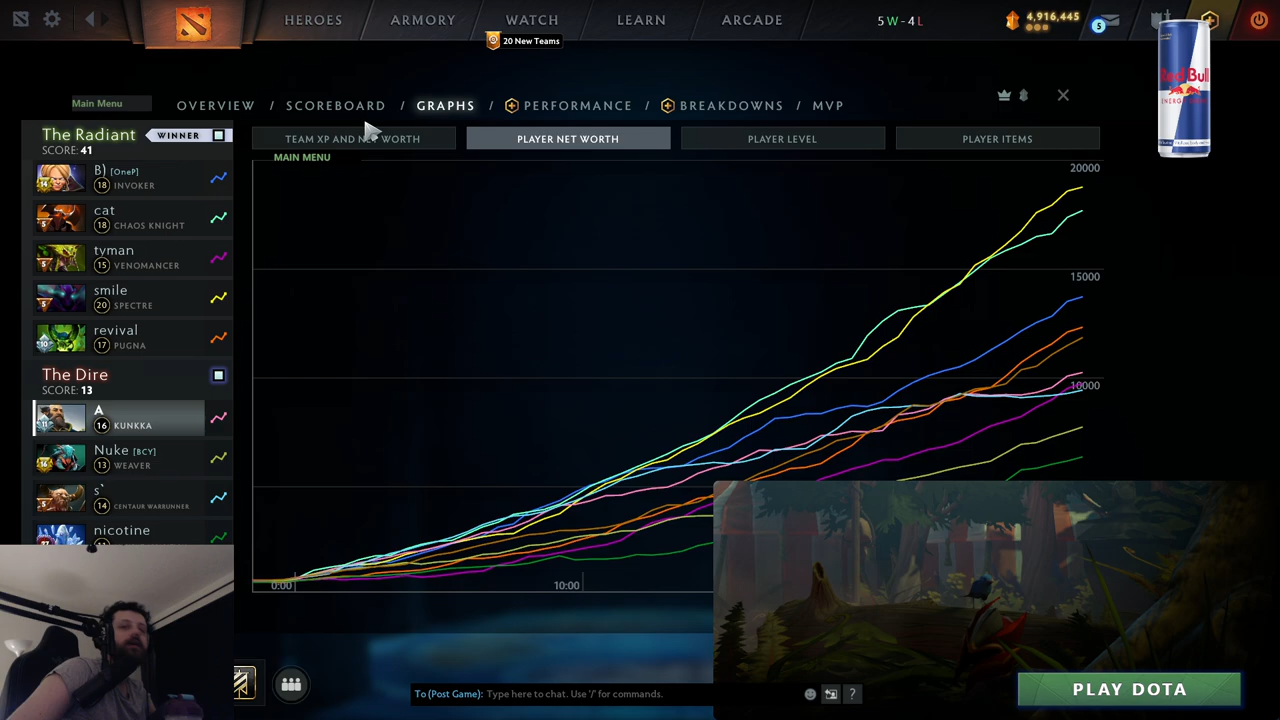 HEROES
ARMORY
WATCH
LEARN
ARCADE
5 W - 4 L
4,916,445
5
20 New Teams
Main Menu
OVERVIEW / SCOREBOARD / GRAPHS / PERFORMANCE / BREAKDOWNS / MVP
Red Bull
ENERGY DRINK
The Radiant
WINNER
SCORE: 41
TEAM XP AND NET WORTH
PLAYER NET WORTH
PLAYER LEVEL
PLAYER ITEMS
MAIN MENU
B) [OneP]
18 INVOKER
cat
18 CHAOS KNIGHT
tyman
15 VENOMANCER
smile
20 SPECTRE
revival
17 PUGNA
The Dire
SCORE: 13
A
16 KUNKKA
Nuke [BCY]
13 WEAVER
s`
14 CENTAUR WARRUNNER
nicotine
20000
15000
10000
0:00
10:00
To (Post Game): Type here to chat. Use '/' for commands.
?
PLAY DOTA